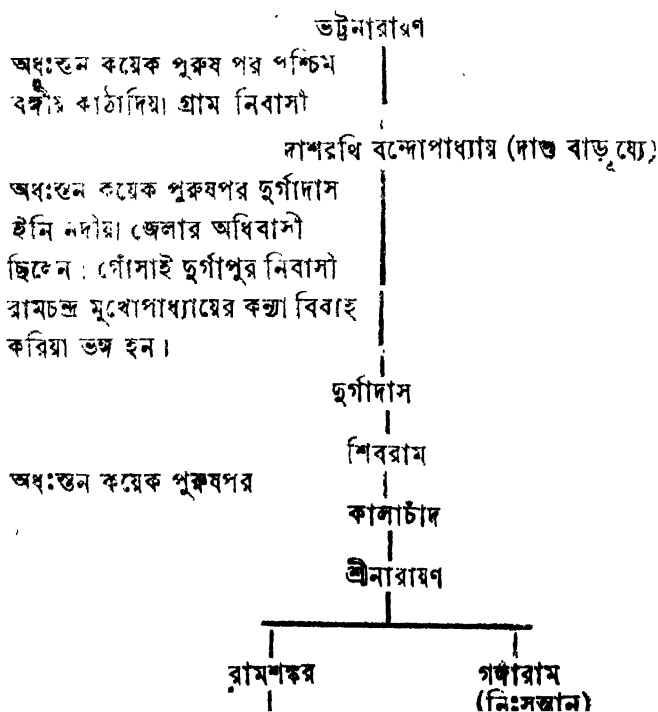 ভট্টনারায়ণ
অধঃস্তন কয়েক পুরুষ পর পশ্চিম
বঙ্গীয় কাঠাদিয়া গ্রাম নিবাসী
দাশরথি বন্দোপাধ্যায় (দাশু বাড়ুয্যে)
অধঃস্তন কয়েক পুরুষপর দুর্গাদাস
ইনি নদীয়া জেলার অধিবাসী
ছিলেন : গোঁসাই দুর্গাপুর নিবাসী
রামচন্দ্র মুখোপাধ্যায়ের কন্যা বিবাহ
করিয়া ভঙ্গ হন।
দুর্গাদাস
শিবরাম
অধঃস্তন কয়েক পুরুষপর
কালাচাঁদ
শ্রীনারায়ণ
রামশঙ্কর গঙ্গারাম
(নিঃসন্তান)